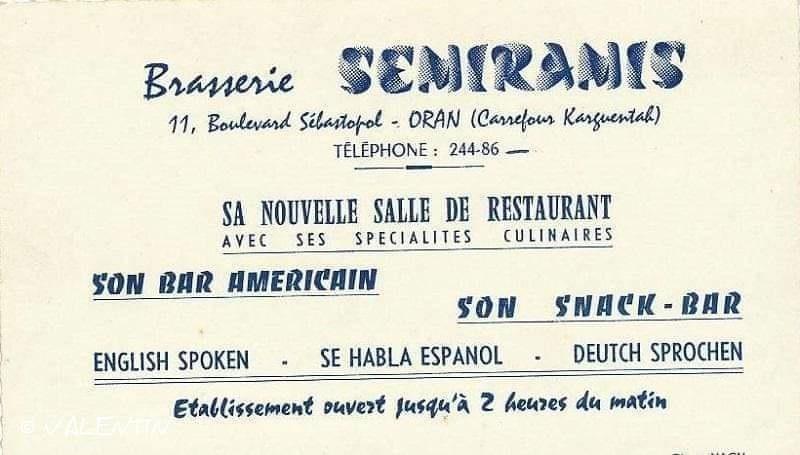 Brasserie SEMIRAMIS
11, Boulevard Sébastopol - ORAN (Carrefour Karguentah)
TÉLÉPHONE : 244-86
SA NOUVELLE SALLE DE RESTAURANT
AVEC SES SPECIALITES CULINAIRES
SON BAR AMERICAIN
SON SNACK-BAR
ENGLISH SPOKEN - SE HABLA ESPANOL - DEUTCH SPROCHEN
Etablissement ouvert jusqu'à 2 heures du matin
© VALENTIN